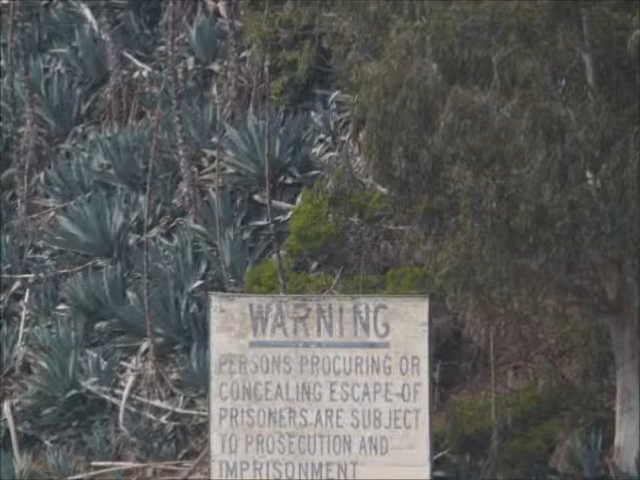 WARNING
PERSONS PROCURING OR
CONCEALING ESCAPE OF
PRISONERS ARE SUBJECT
TO PROSECUTION AND
IMPRISONMENT